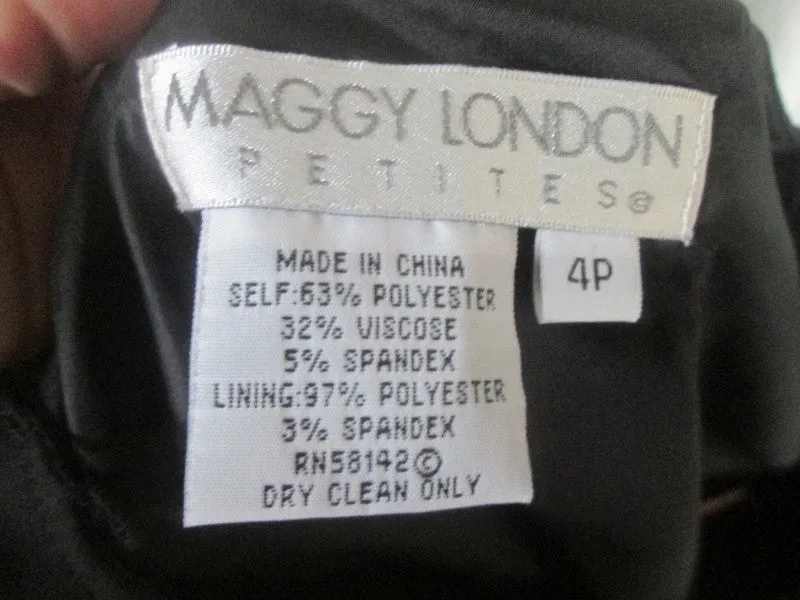 MAGGY LONDON
PETITES®
4P
MADE IN CHINA
SELF:63% POLYESTER
32% VISCOSE
5% SPANDEX
LINING:97% POLYESTER
3% SPANDEX
RN58142©
DRY CLEAN ONLY